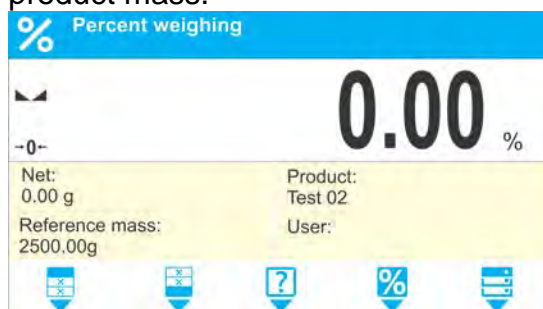 product mass.
% Percent weighing
→0←
0.00 %
Net:
0.00 g
Product:
Test 02
Reference mass:
2500.00g
User:
? %